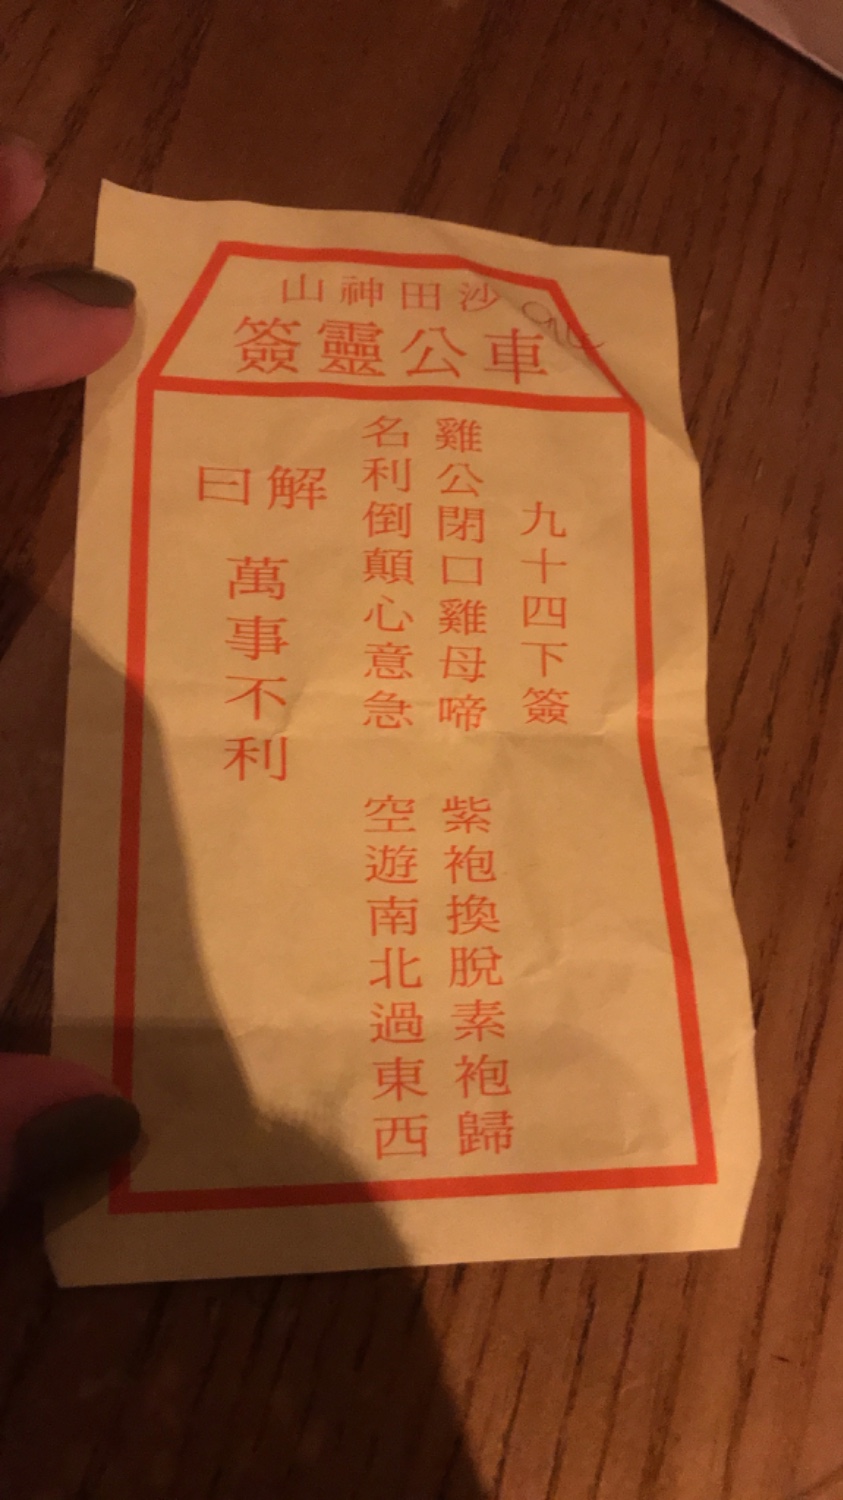 沙田神山
車公靈簽
九十四下簽
雞公閉口雞母啼 紫袍換脫素袍歸
名利倒顛心意急 空遊南北過東西
解曰
萬事不利